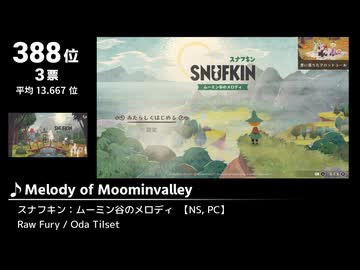 388位
3票
平均 13.667 位
スナフキン
SNUFKIN
ムーミン谷のメロディ
みたらしくはじめる
設定
SNUFKIN
♪Melody of Moominvalley
スナフキン：ムーミン谷のメロディ 【NS, PC】
Raw Fury / Oda Tilset